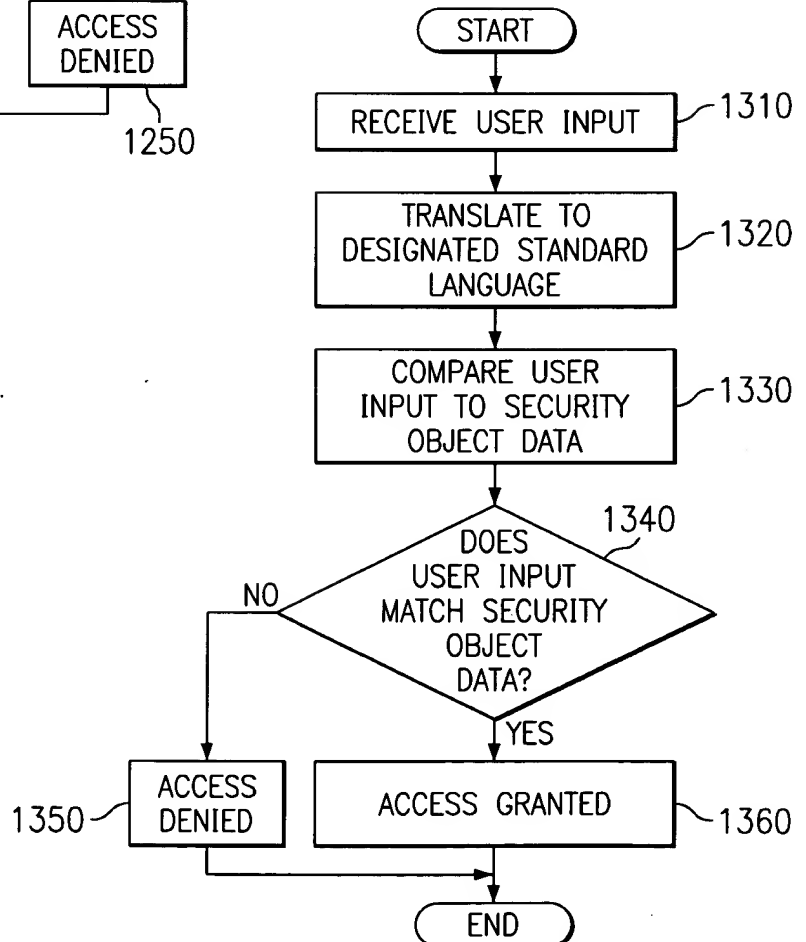 ACCESS
DENIED
1250
START
RECEIVE USER INPUT
1310
TRANSLATE TO
DESIGNATED STANDARD
LANGUAGE
1320
COMPARE USER
INPUT TO SECURITY
OBJECT DATA
1330
1340
DOES
USER INPUT
MATCH SECURITY
OBJECT
DATA?
NO
YES
ACCESS
DENIED
1350
ACCESS GRANTED
1360
END